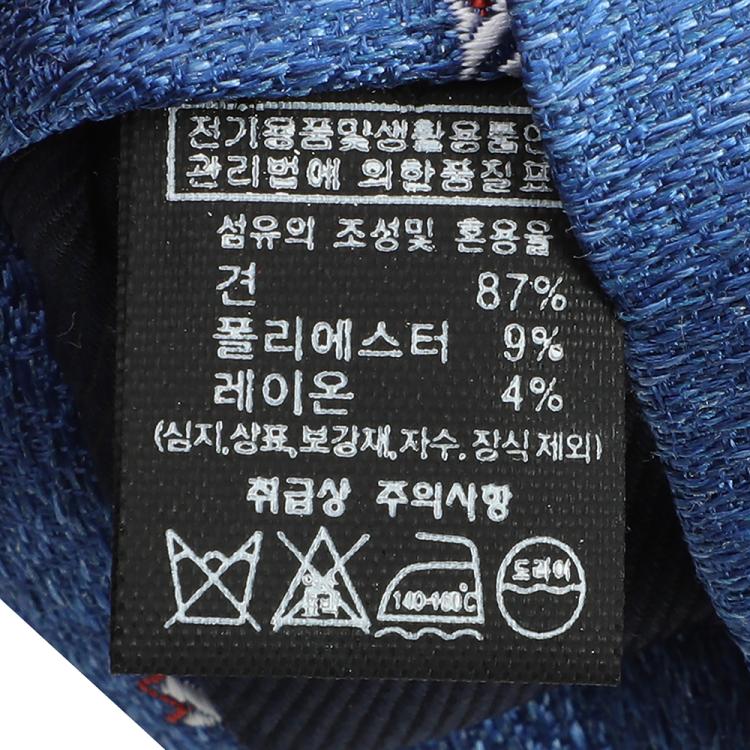 전기용품및생활용품안
관리법에 의한품질표
섬유의 조성및 혼용율
견 87%
폴리에스터 9%
레이온 4%
(심지,상표,보강재,자수,장식제외)
취급상 주의사항
140-160℃
드라이